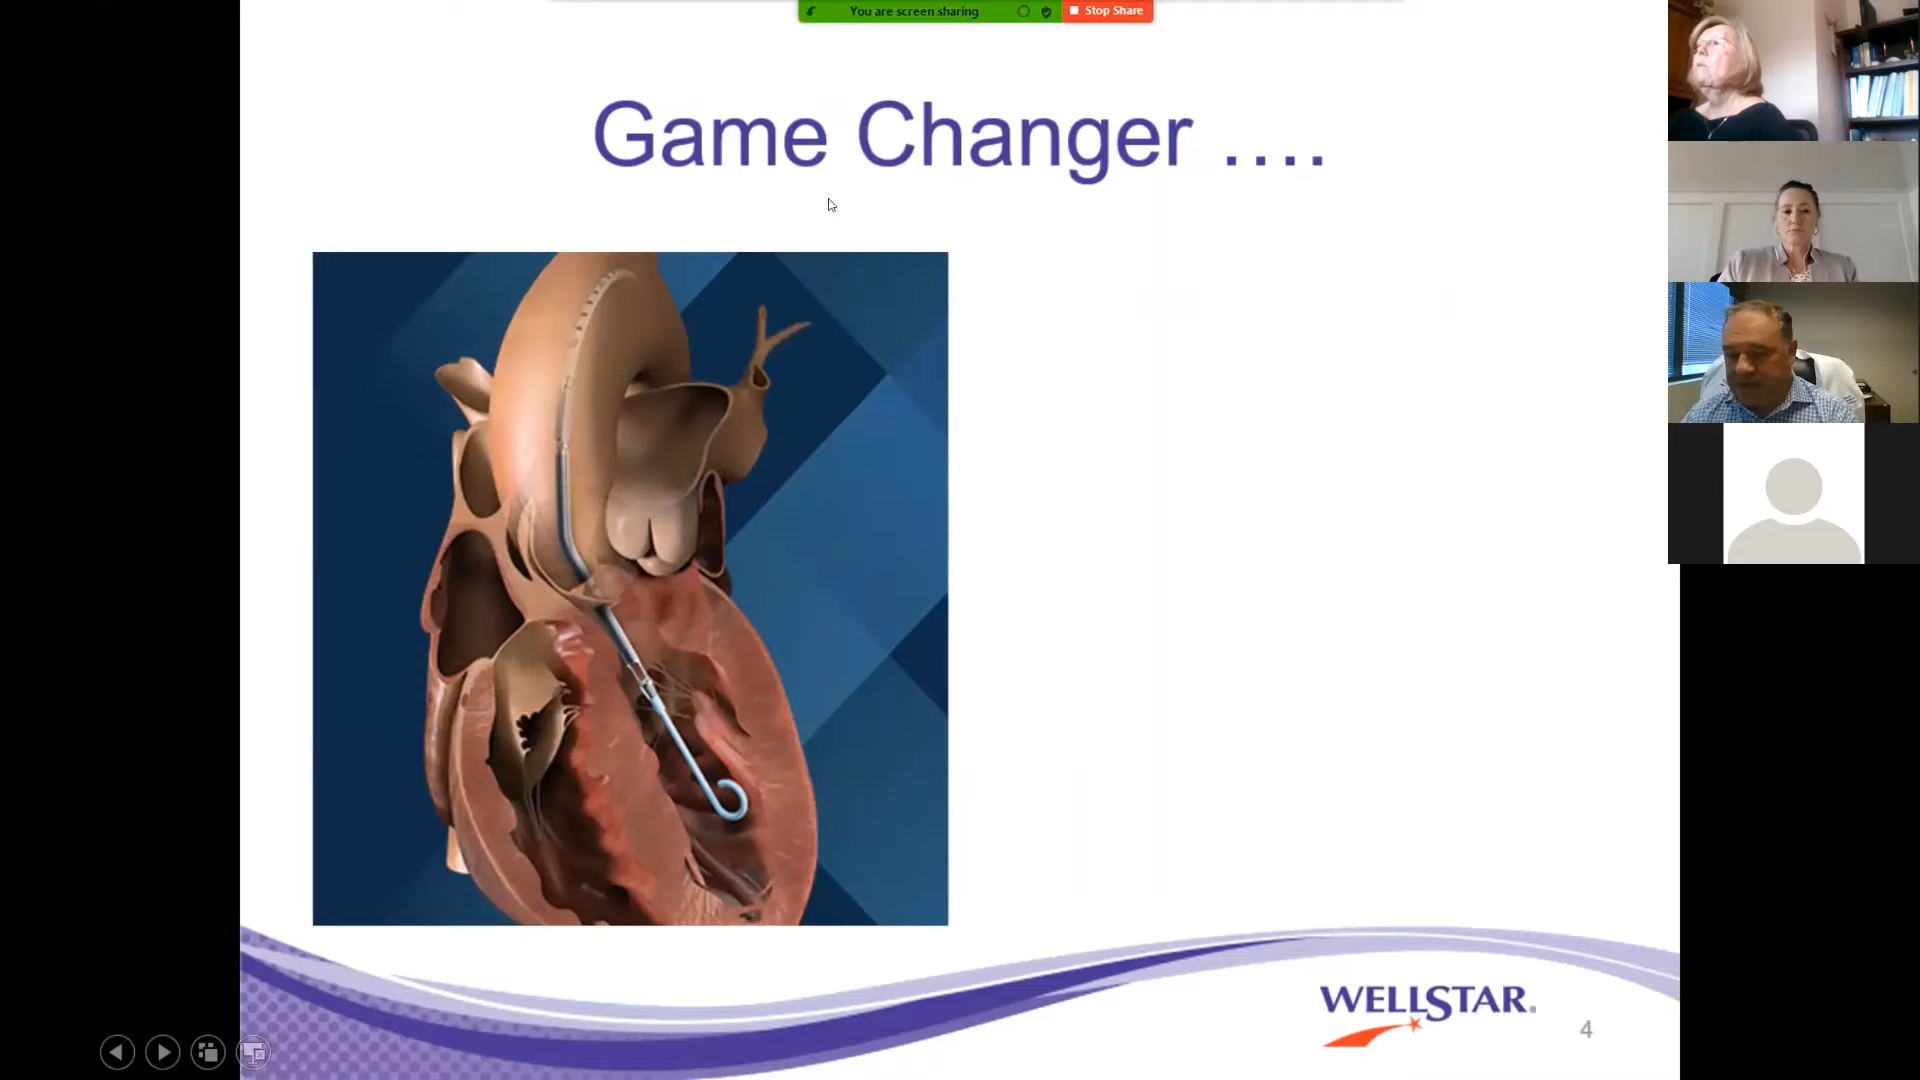 You are screen sharing
Stop Share
Game Changer ....
WELLSTAR.
4